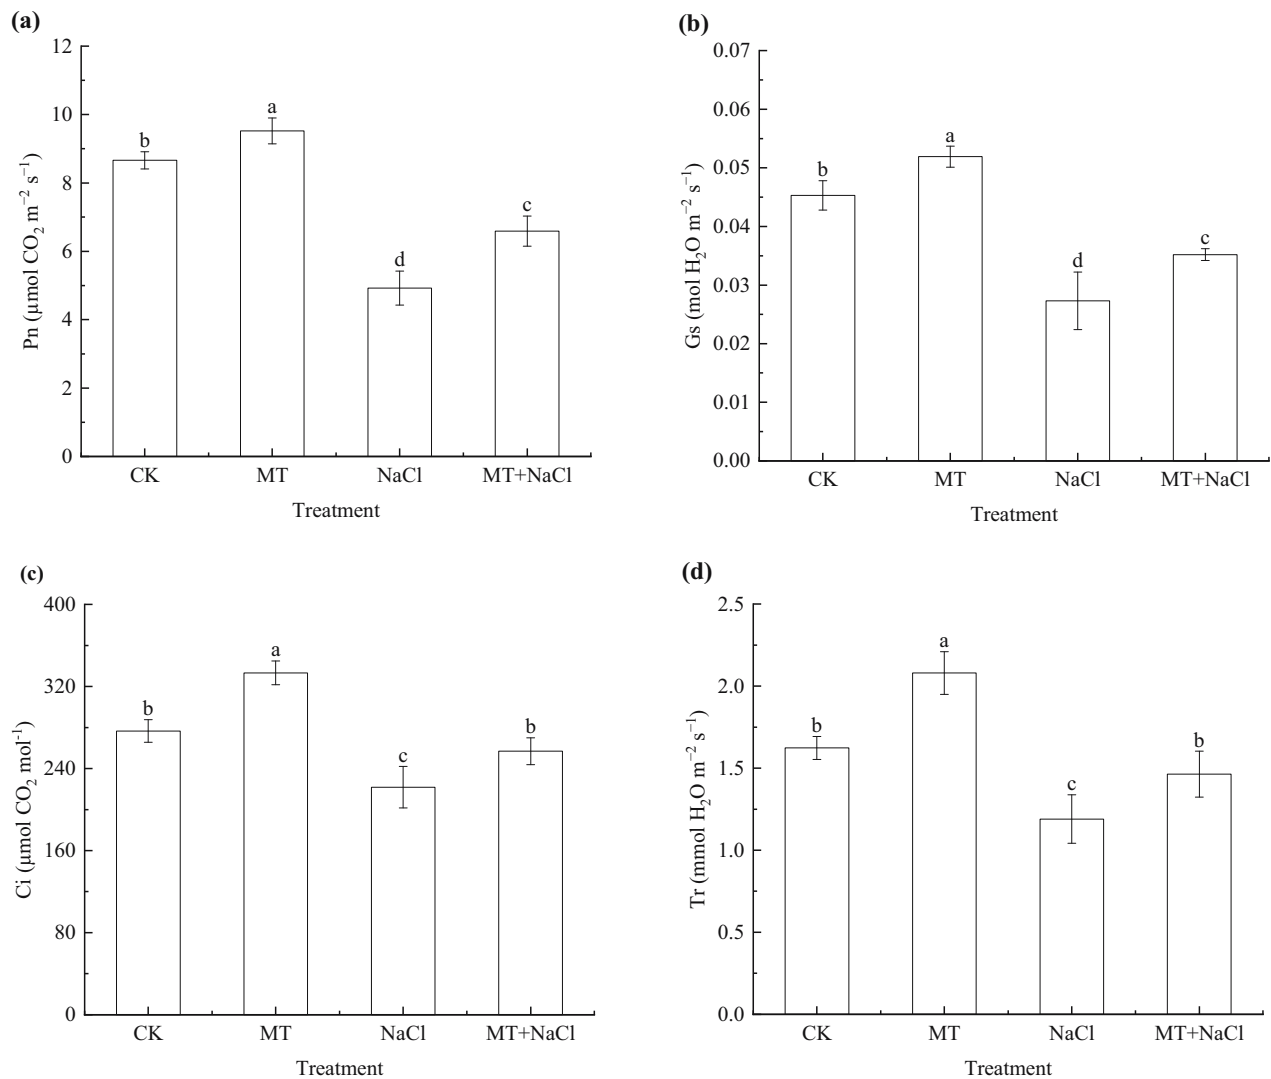 (a)
12
10
8
6
4
2
0
Pn (µmol CO₂ m⁻² s⁻¹)
b
a
d
c
CK MT NaCl MT+NaCl
Treatment
(b)
0.07
0.06
0.05
0.04
0.03
0.02
0.01
0.00
Gs (mol H₂O m⁻² s⁻¹)
b
a
d
c
CK MT NaCl MT+NaCl
Treatment
(c)
400
320
240
160
80
0
Ci (µmol CO₂ mol⁻¹)
b
a
c
b
CK MT NaCl MT+NaCl
Treatment
(d)
2.5
2.0
1.5
1.0
0.5
0.0
Tr (mmol H₂O m⁻² s⁻¹)
b
a
c
b
CK MT NaCl MT+NaCl
Treatment